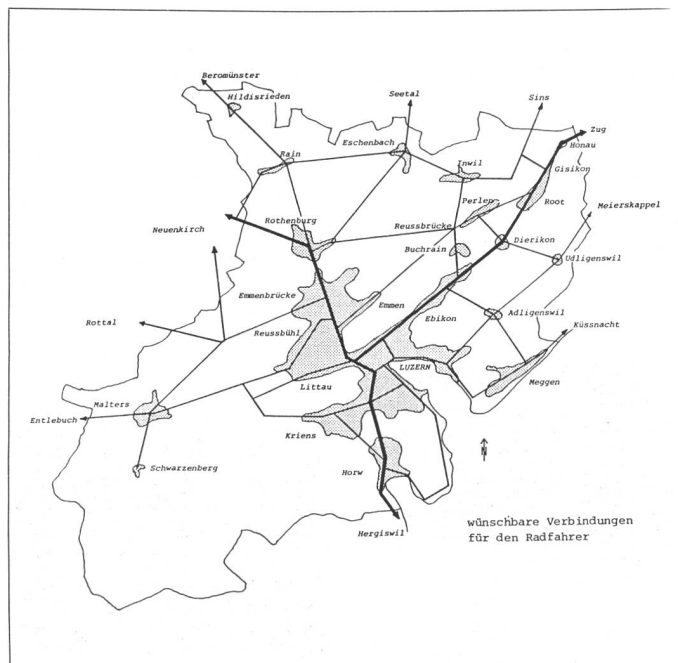 Beromünster
Hildisrieden
Seetal
Sins
Zug
Honau
Eschenbach
Rain
Inwil
Gisikon
Perlen
Root
Meierskappel
Neuenkirch
Rothenburg
Reussbrücke
Buchrain
Dierikon
Udligenswil
Emmenbrücke
Emmen
Rottal
Reussbühl
Ebikon
Adligenswil
Küssnacht
LUZERN
Meggen
Littau
Malters
Entlebuch
Kriens
N
Schwarzenberg
Horw
Hergiswil
wünschbare Verbindungen
für den Radfahrer